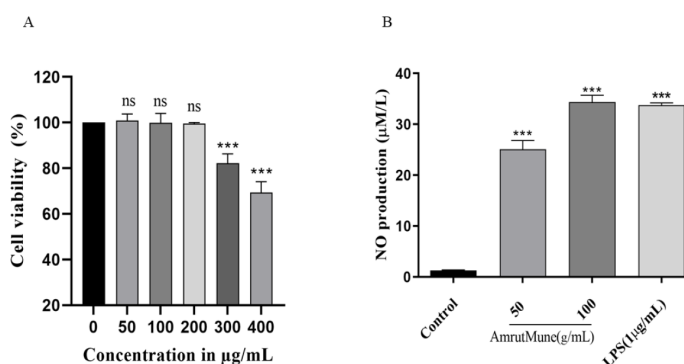 A
120
100
80
60
40
20
Cell viability (%)
ns
ns
ns
***
***
0 50 100 200 300 400
Concentration in µg/mL
B
40
30
20
10
0
NO production (µM/L)
***
***
***
Control
50
100
LPS(1µg/mL)
AmrutMune(g/mL)